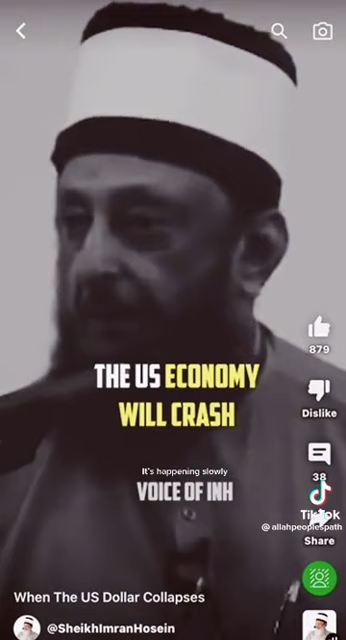 THE US ECONOMY
WILL CRASH
It's happening slowly
VOICE OF INH
879
Dislike
38
TikTok
@allahpeoplespath
Share
When The US Dollar Collapses
@SheikhImranHosein